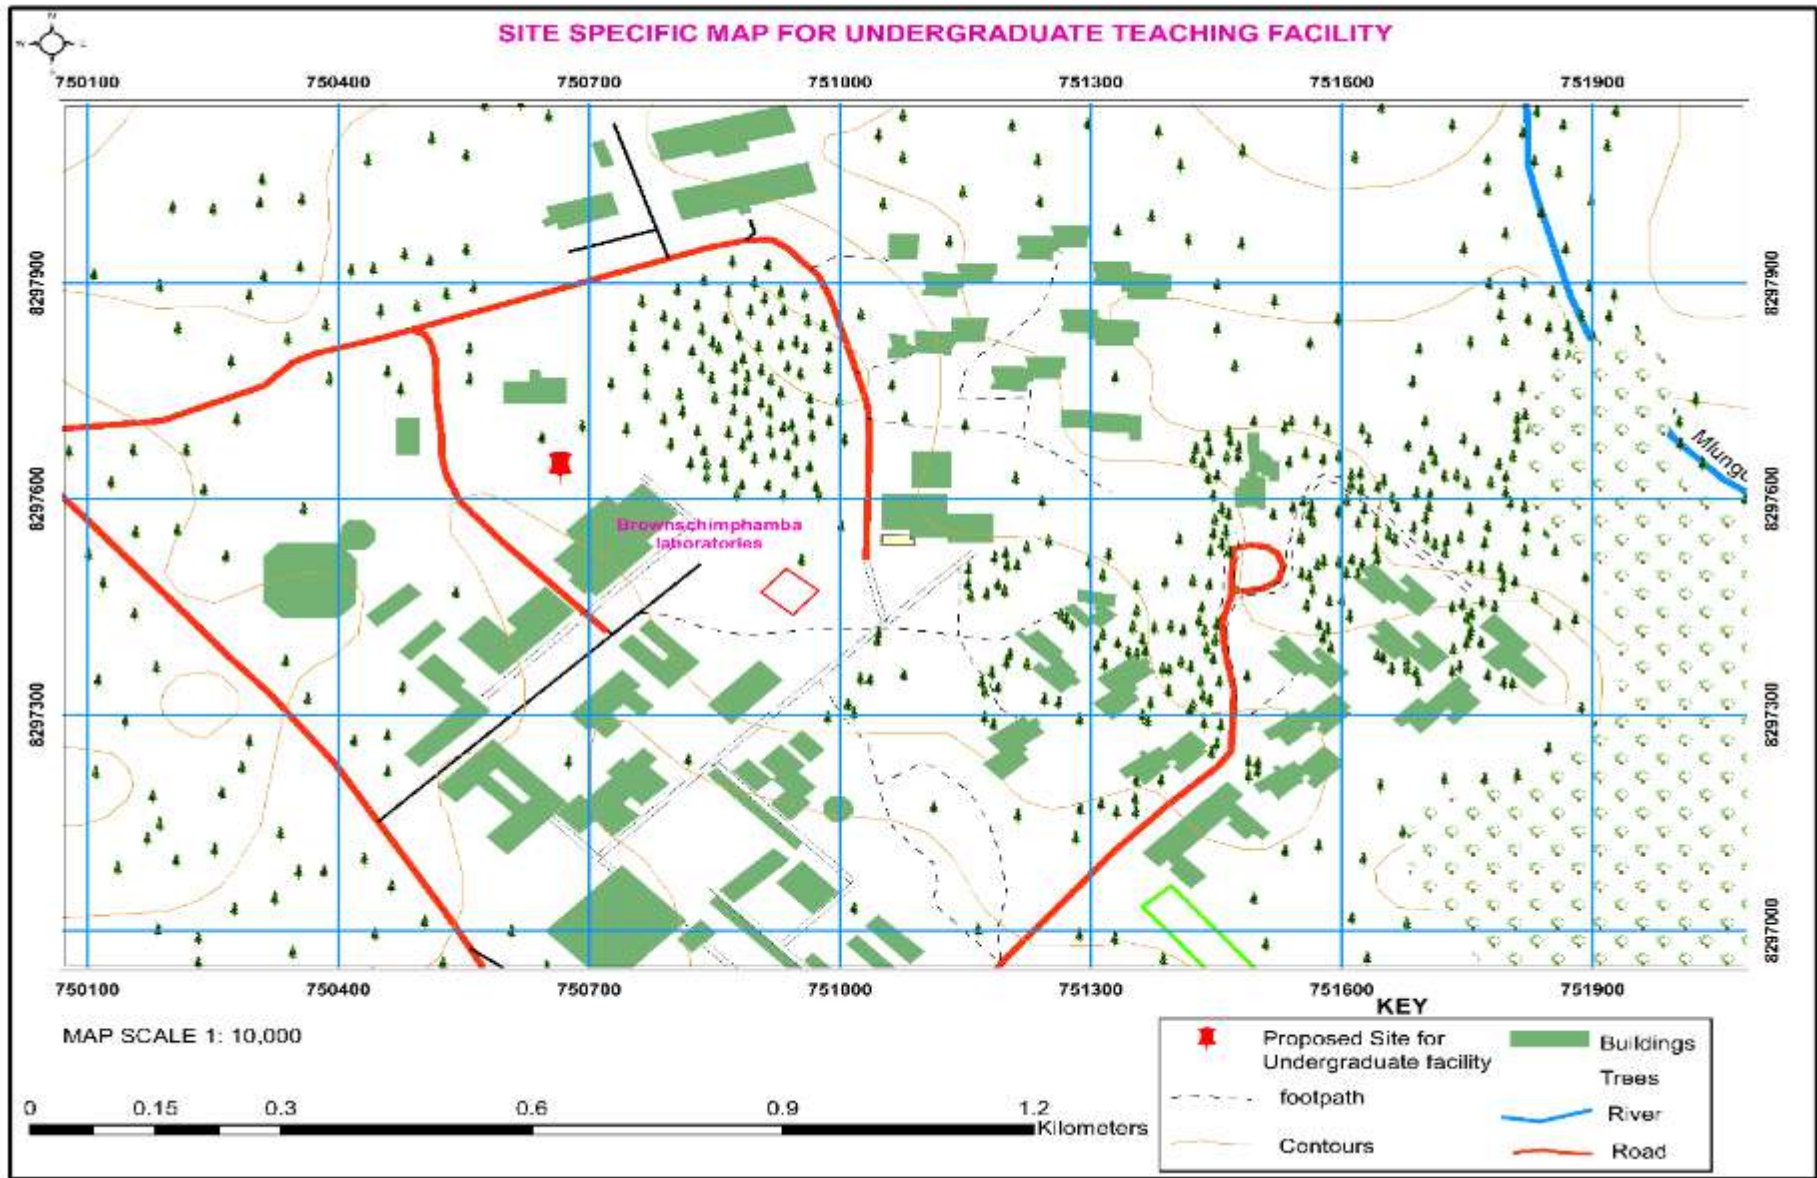 SITE SPECIFIC MAP FOR UNDERGRADUATE TEACHING FACILITY
N
W
E
750100 750400 750700 751000 751300 751600 751900
8297900 8297900
Mlungu
8297600 8297600
Brownschimphamba
laboratories
8297300 8297300
8297000 8297000
750100 750400 750700 751000 751300 751600 751900
KEY
MAP SCALE 1: 10,000
Proposed Site for
Undergraduate facility
footpath
Contours
Buildings
Trees
River
Road
0 0.15 0.3 0.6 0.9 1.2
Kilometers